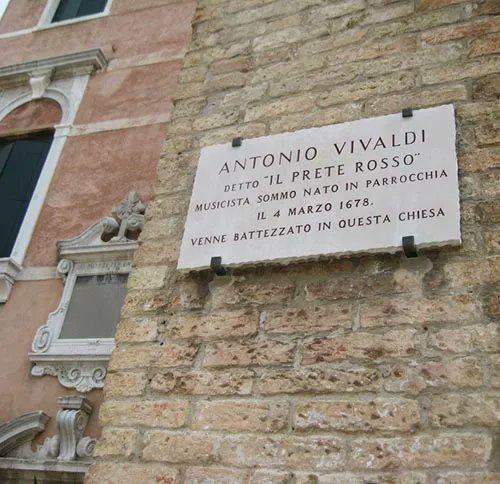 ANTONIO VIVALDI
DETTO "IL PRETE ROSSO"
MUSICISTA SOMMO NATO IN PARROCCHIA
IL 4 MARZO 1678.
VENNE BATTEZZATO IN QUESTA CHIESA